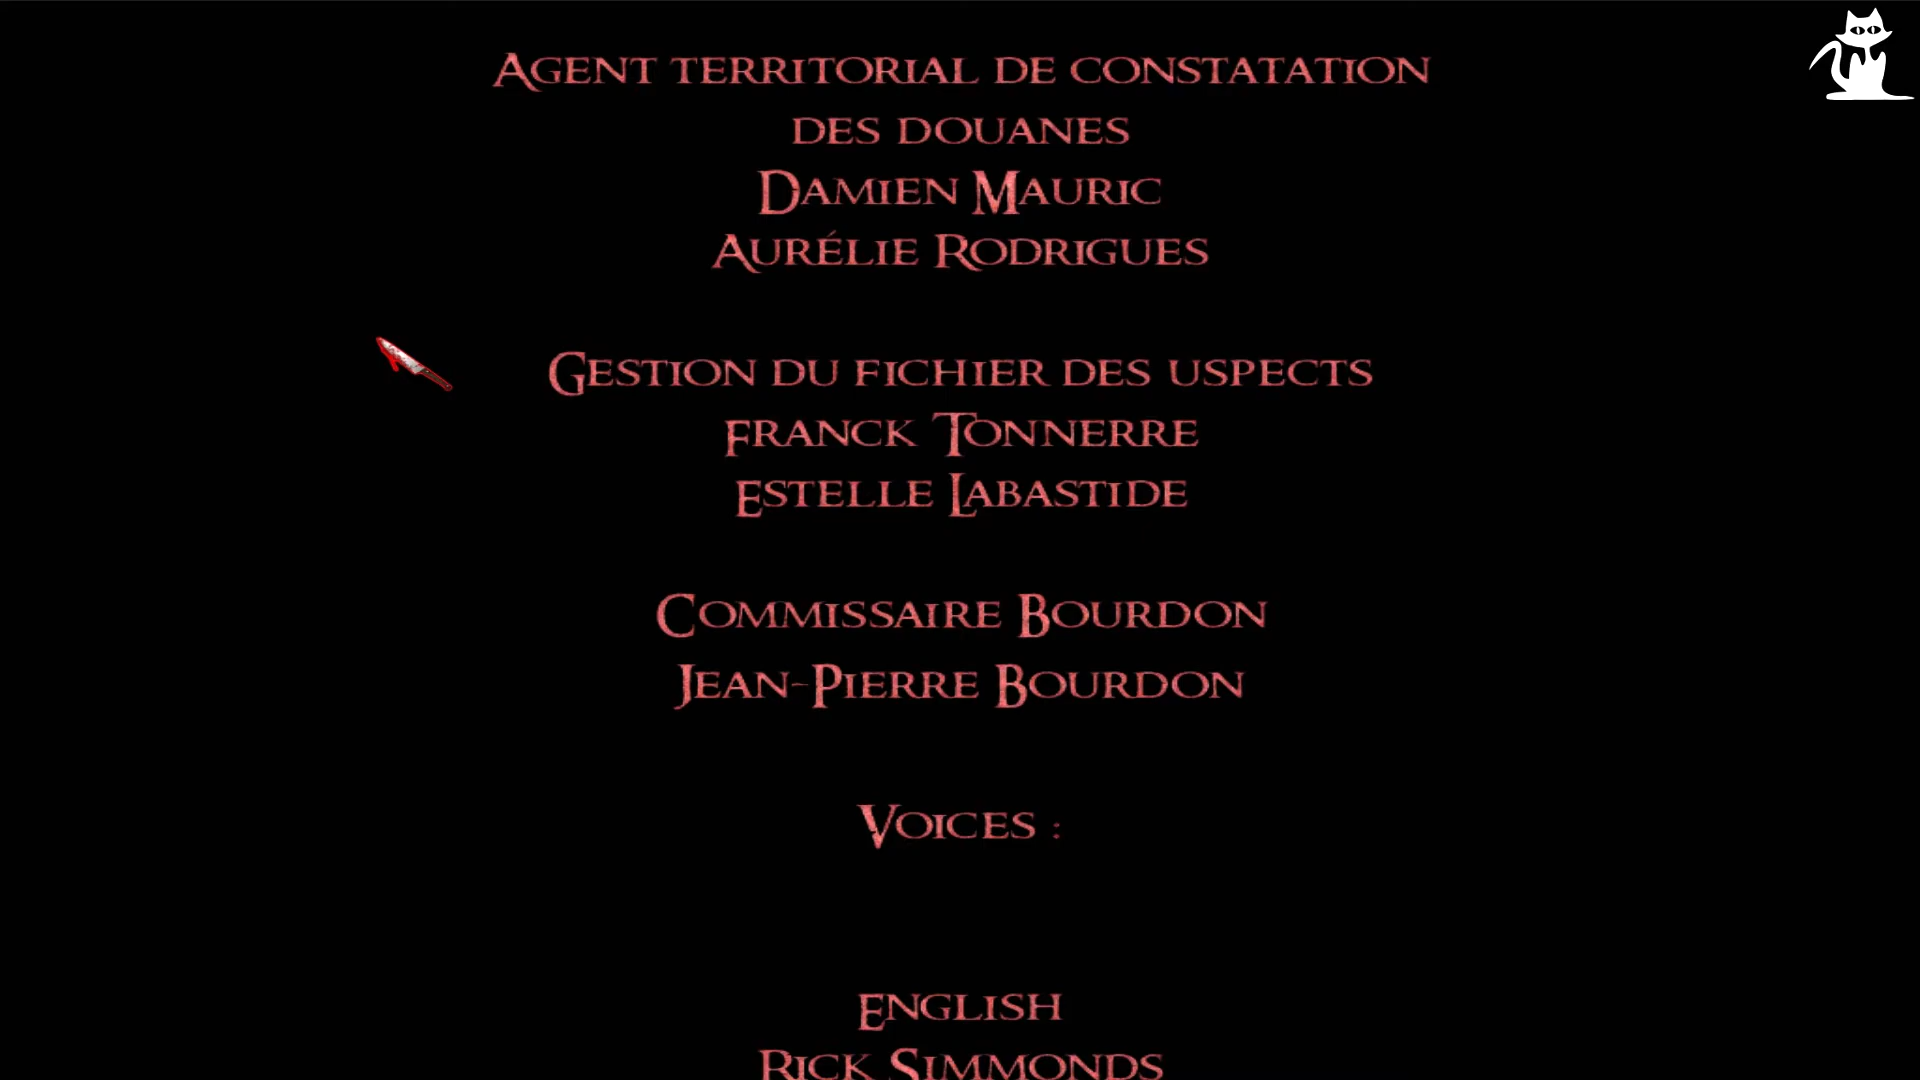 Agent territorial de constatation
des douanes
Damien Mauric
Aurélie Rodrigues
Gestion du fichier des uspects
Franck Tonnerre
Estelle Labastide
Commissaire Bourdon
Jean-Pierre Bourdon
Voices :
English
Rick Simmonds